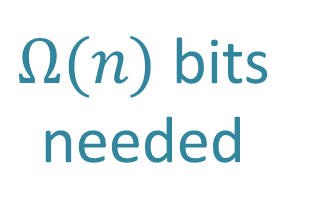 Ω(n) bits
needed